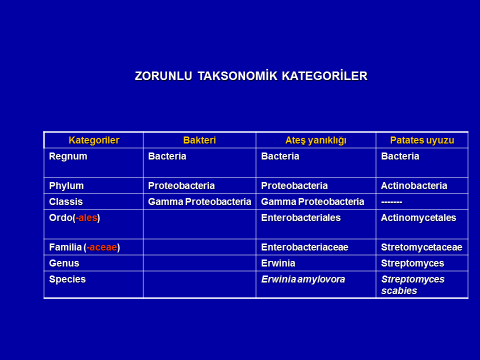 ZORUNLU TAKSONOMİK KATEGORİLER
Kategoriler Bakteri Ateş yanıklığı Patates uyuzu
Regnum Bacteria Bacteria Bacteria
Phylum Proteobacteria Proteobacteria Actinobacteria
Classis Gamma Proteobacteria Gamma Proteobacteria -------
Ordo(-ales) Enterobacteriales Actinomycetales
Familia (-aceae) Enterobacteriaceae Stretomycetaceae
Genus Erwinia Streptomyces
Species Erwinia amylovora Streptomyces
scabies